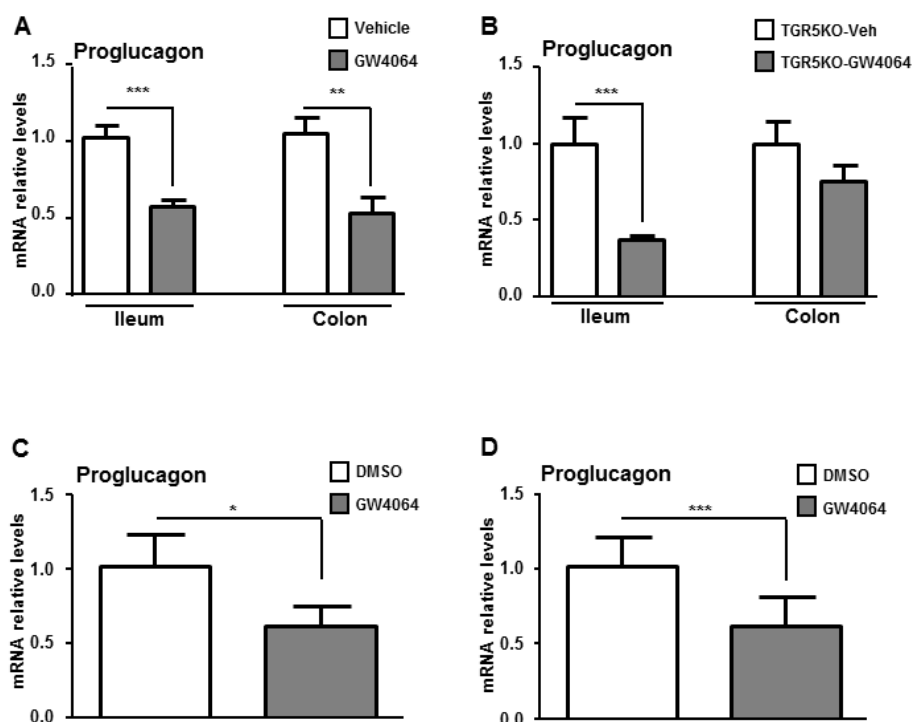 A
Proglucagon
Vehicle
GW4064
mRNA relative levels
1.5
1.0
0.5
0.0
***
**
Ileum
Colon
B
Proglucagon
TGR5KO-Veh
TGR5KO-GW4064
mRNA relative levels
1.5
1.0
0.5
0.0
***
Ileum
Colon
C
Proglucagon
DMSO
GW4064
mRNA relative levels
1.5
1.0
0.5
0.0
*
D
Proglucagon
DMSO
GW4064
mRNA relative levels
1.5
1.0
0.5
0.0
***